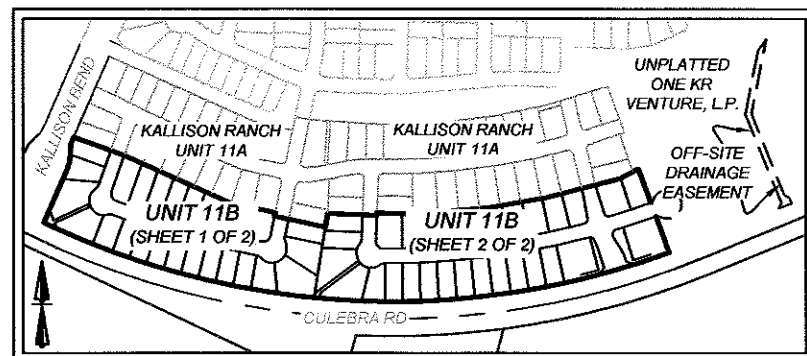 KALLISON BEND
KALLISON RANCH
UNIT 11A
KALLISON RANCH
UNIT 11A
UNPLATTED
ONE KR
VENTURE, L.P.
OFF-SITE
DRAINAGE
EASEMENT
UNIT 11B
(SHEET 1 OF 2)
UNIT 11B
(SHEET 2 OF 2)
CULEBRA RD